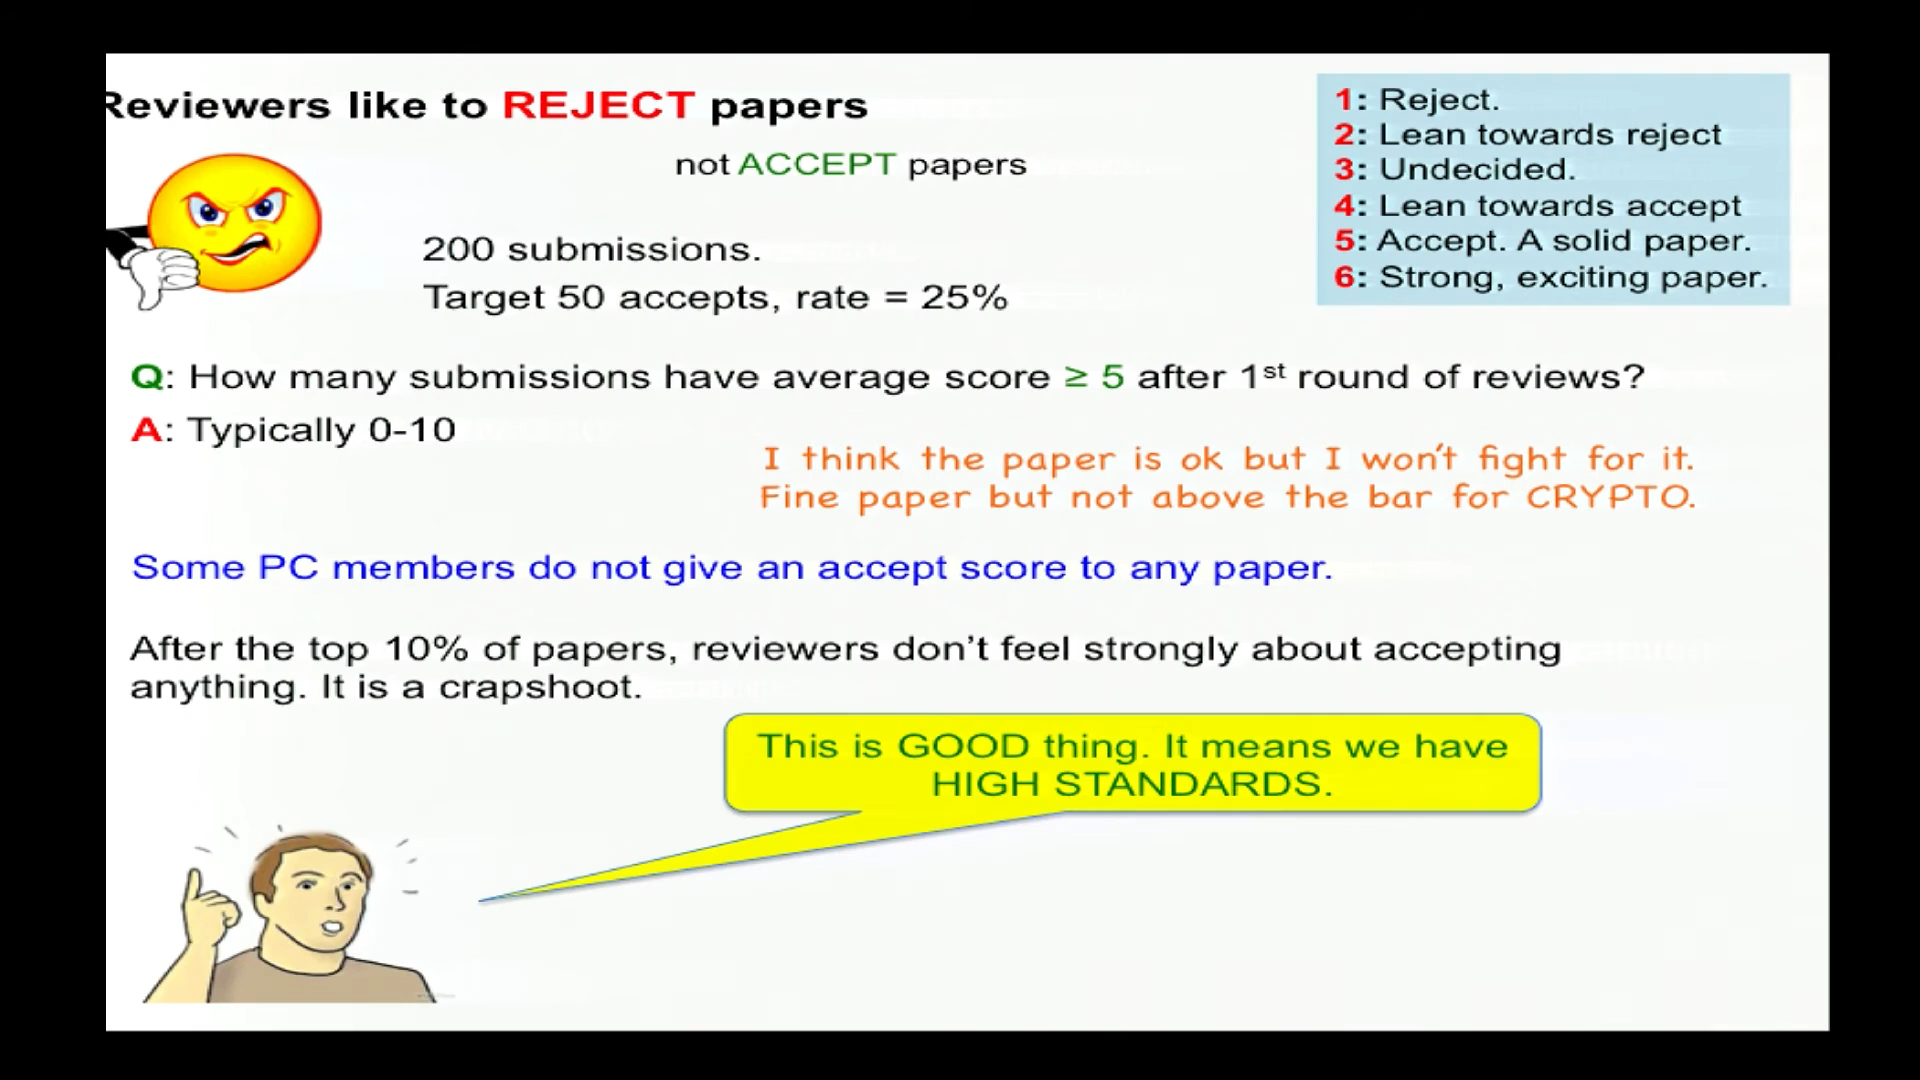 Reviewers like to REJECT papers
not ACCEPT papers
1: Reject.
2: Lean towards reject
3: Undecided.
4: Lean towards accept
5: Accept. A solid paper.
6: Strong, exciting paper.
200 submissions.
Target 50 accepts, rate = 25%
Q: How many submissions have average score ≥ 5 after 1st round of reviews?
A: Typically 0-10
I think the paper is ok but I won't fight for it.
Fine paper but not above the bar for CRYPTO.
Some PC members do not give an accept score to any paper.
After the top 10% of papers, reviewers don't feel strongly about accepting
anything. It is a crapshoot.
This is GOOD thing. It means we have
HIGH STANDARDS.